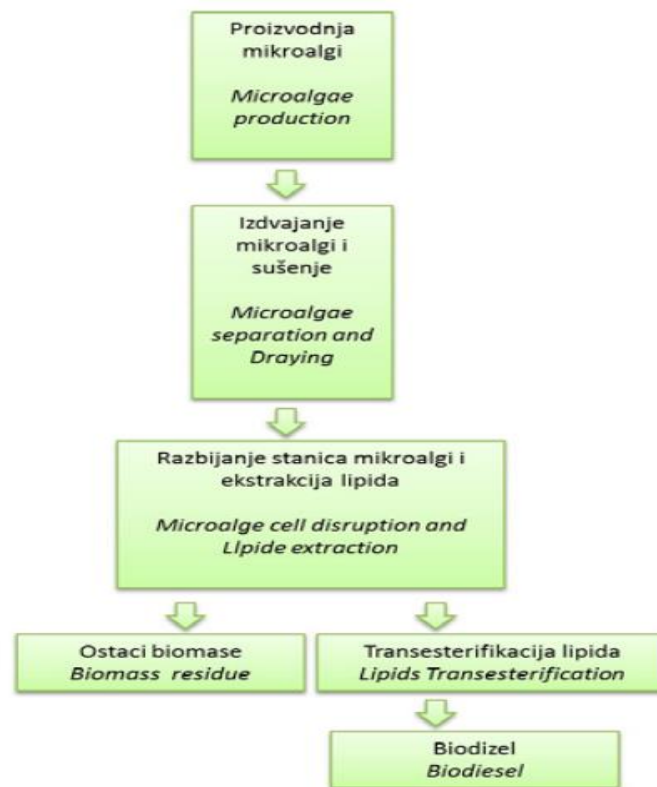 Proizvodnja
mikroalgi
Microalgae
production
Izdvajanje
mikroalgi i
sušenje
Microalgae
separation and
Draying
Razbijanje stanica mikroalgi i
ekstrakcija lipida
Microalge cell disruption and
LIpide extraction
Ostaci biomase
Biomass residue
Transesterifikacija lipida
Lipids Transesterification
Biodizel
Biodiesel